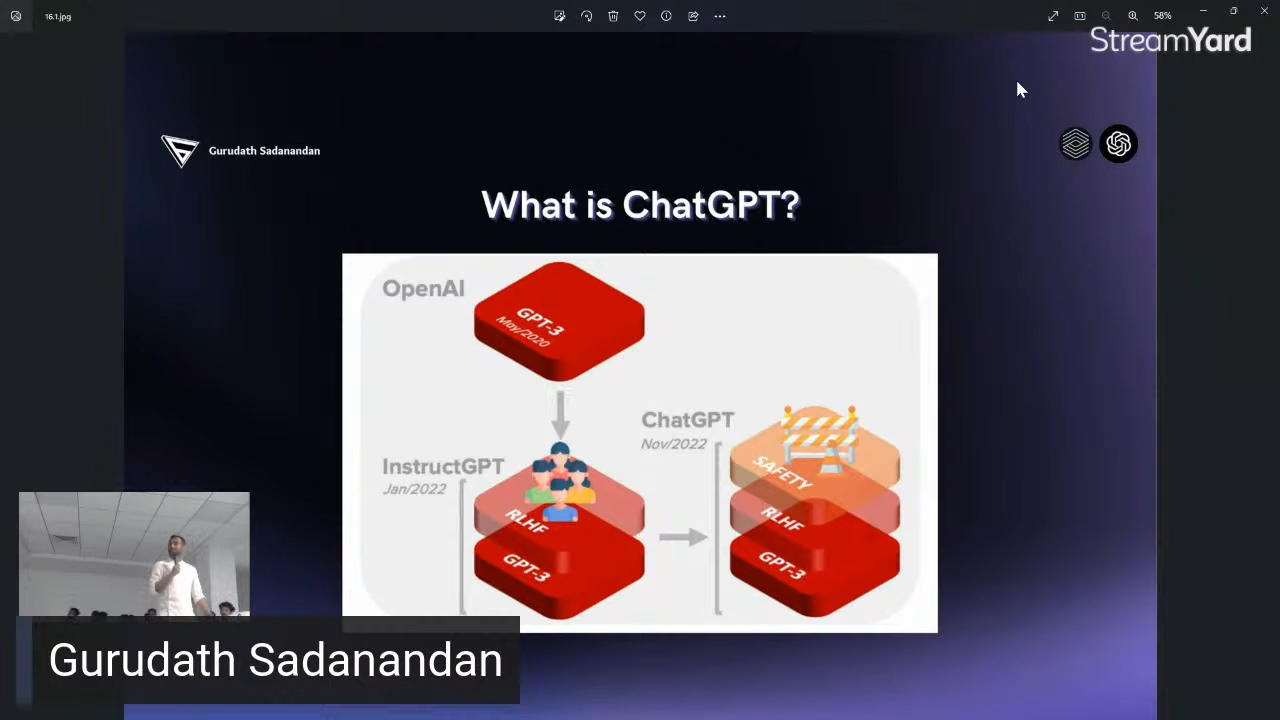 16.1.jpg
58%
StreamYard
Gurudath Sadanandan
What is ChatGPT?
OpenAI
GPT-3
May/2020
InstructGPT
Jan/2022
RLHF
GPT-3
ChatGPT
Nov/2022
SAFETY
RLHF
GPT-3
Gurudath Sadanandan